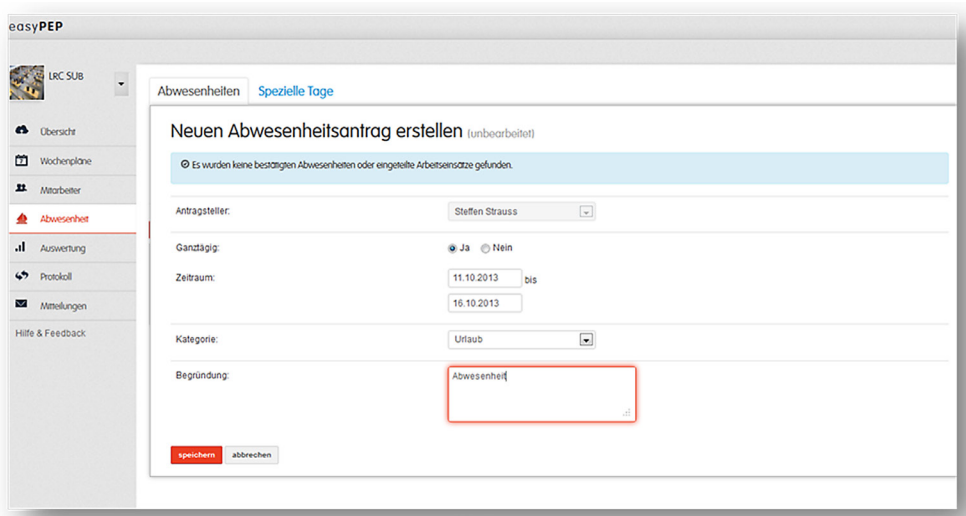 easyPEP
LRC SUB
Übersicht
Wochenpläne
Mitarbeiter
Abwesenheit
Auswertung
Protokoll
Mitteilungen
Hilfe & Feedback
Abwesenheiten Spezielle Tage
Neuen Abwesenheitsantrag erstellen (unbearbeitet)
Es wurden keine bestätigten Abwesenheiten oder eingeteilte Arbeitseinsätze gefunden.
Antragsteller: Steffen Strauss
Ganztägig: Ja Nein
Zeitraum: 11.10.2013 bis
16.10.2013
Kategorie: Urlaub
Begründung: Abwesenheit
speichern abbrechen